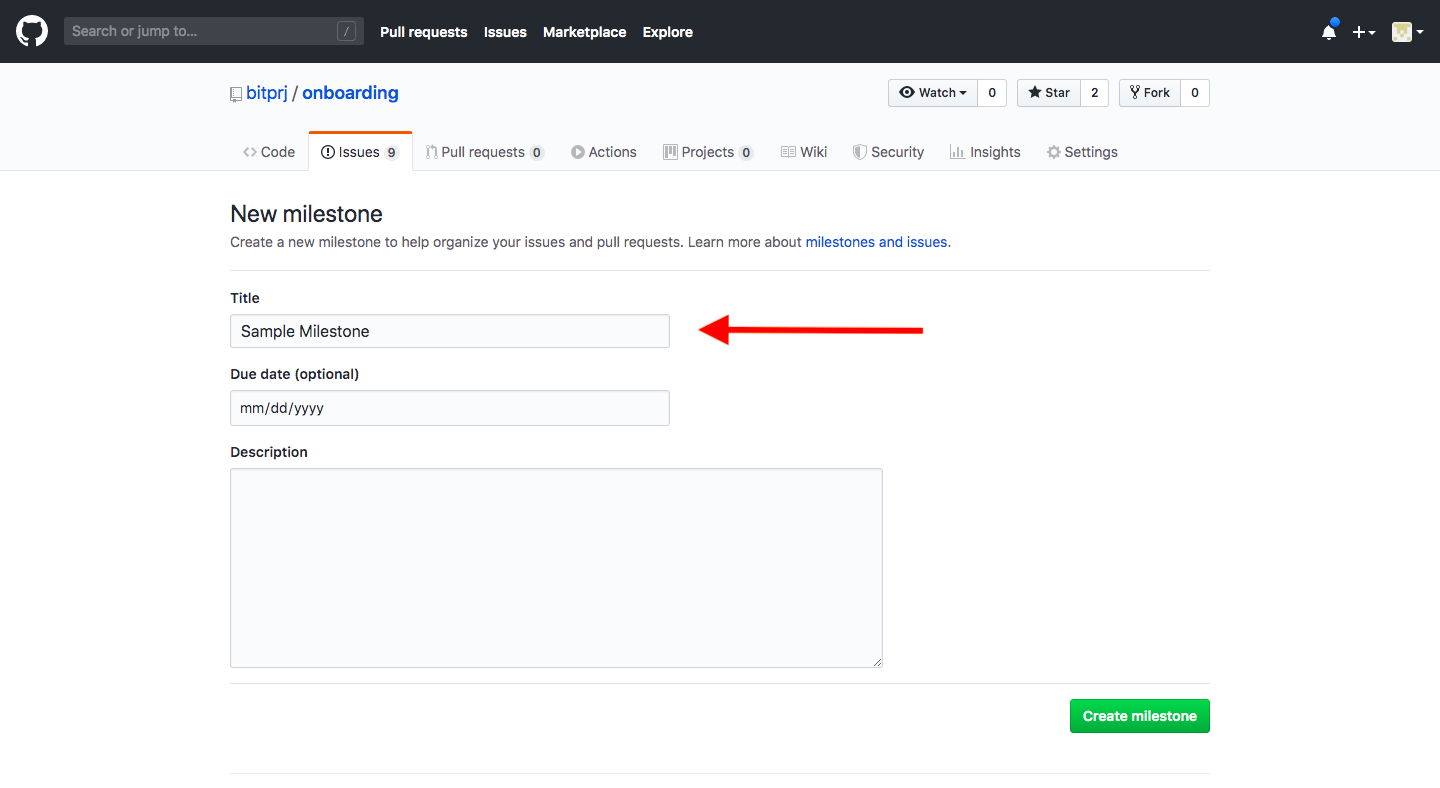 Search or jump to... /
Pull requests Issues Marketplace Explore
bitprj / onboarding
Watch 0 Star 2 Fork 0
Code Issues 9 Pull requests 0 Actions Projects 0 Wiki Security Insights Settings
New milestone
Create a new milestone to help organize your issues and pull requests. Learn more about milestones and issues.
Title
Sample Milestone
Due date (optional)
mm/dd/yyyy
Description
Create milestone